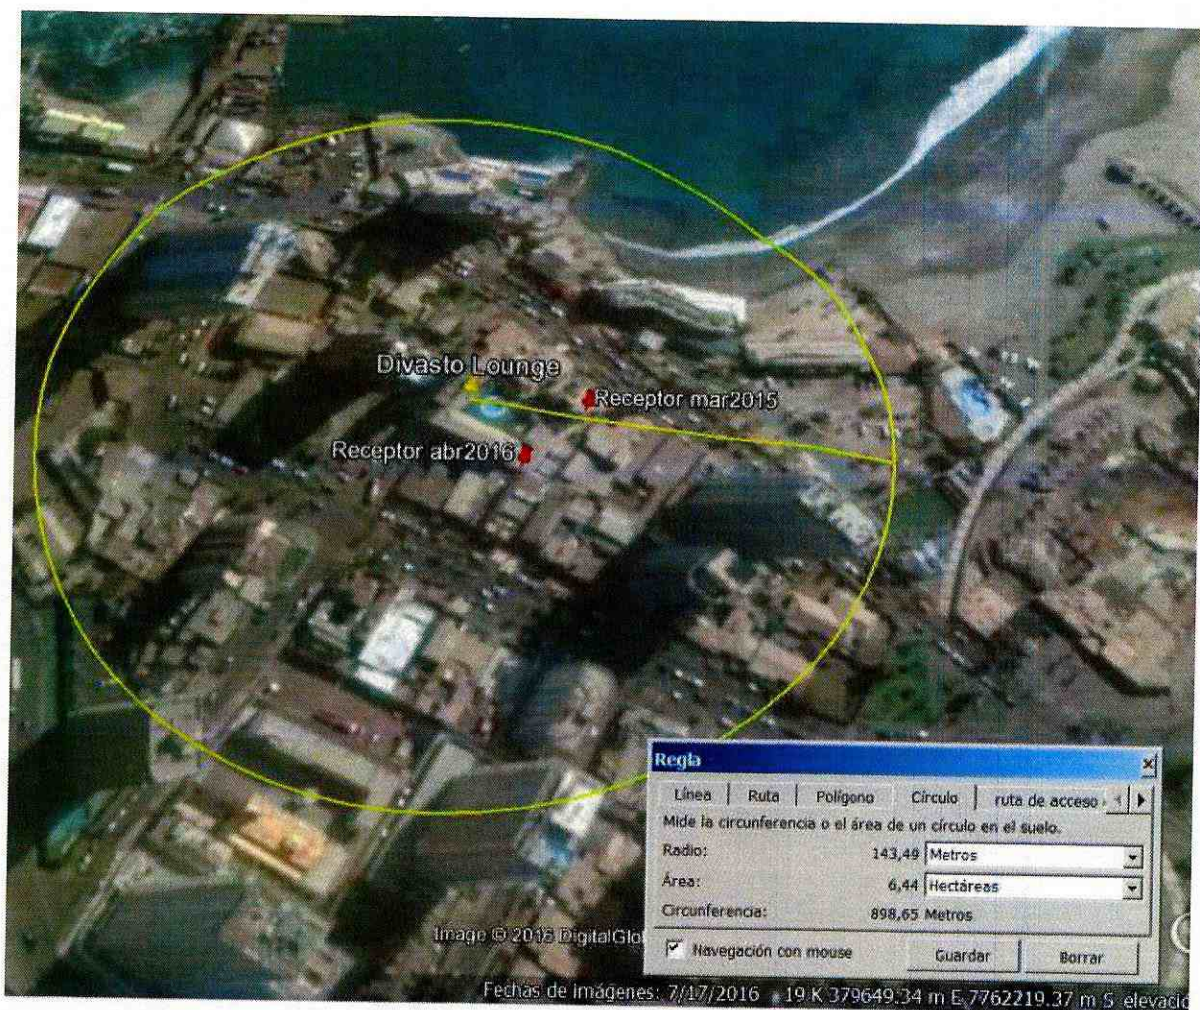 Divasto Lounge
Receptor mar2015
Receptor abr2016
Regla
Línea Ruta Polígono Círculo ruta de acceso
Mide la circunferencia o el área de un círculo en el suelo.
Radio: 143,49 Metros
Área: 6,44 Hectáreas
Circunferencia: 898,65 Metros
Navegación con mouse Guardar Borrar
Image © 2016 DigitalGlo
Fechas de imágenes: 7/17/2016 19 K 379649.34 m E 7762219.37 m S elevació